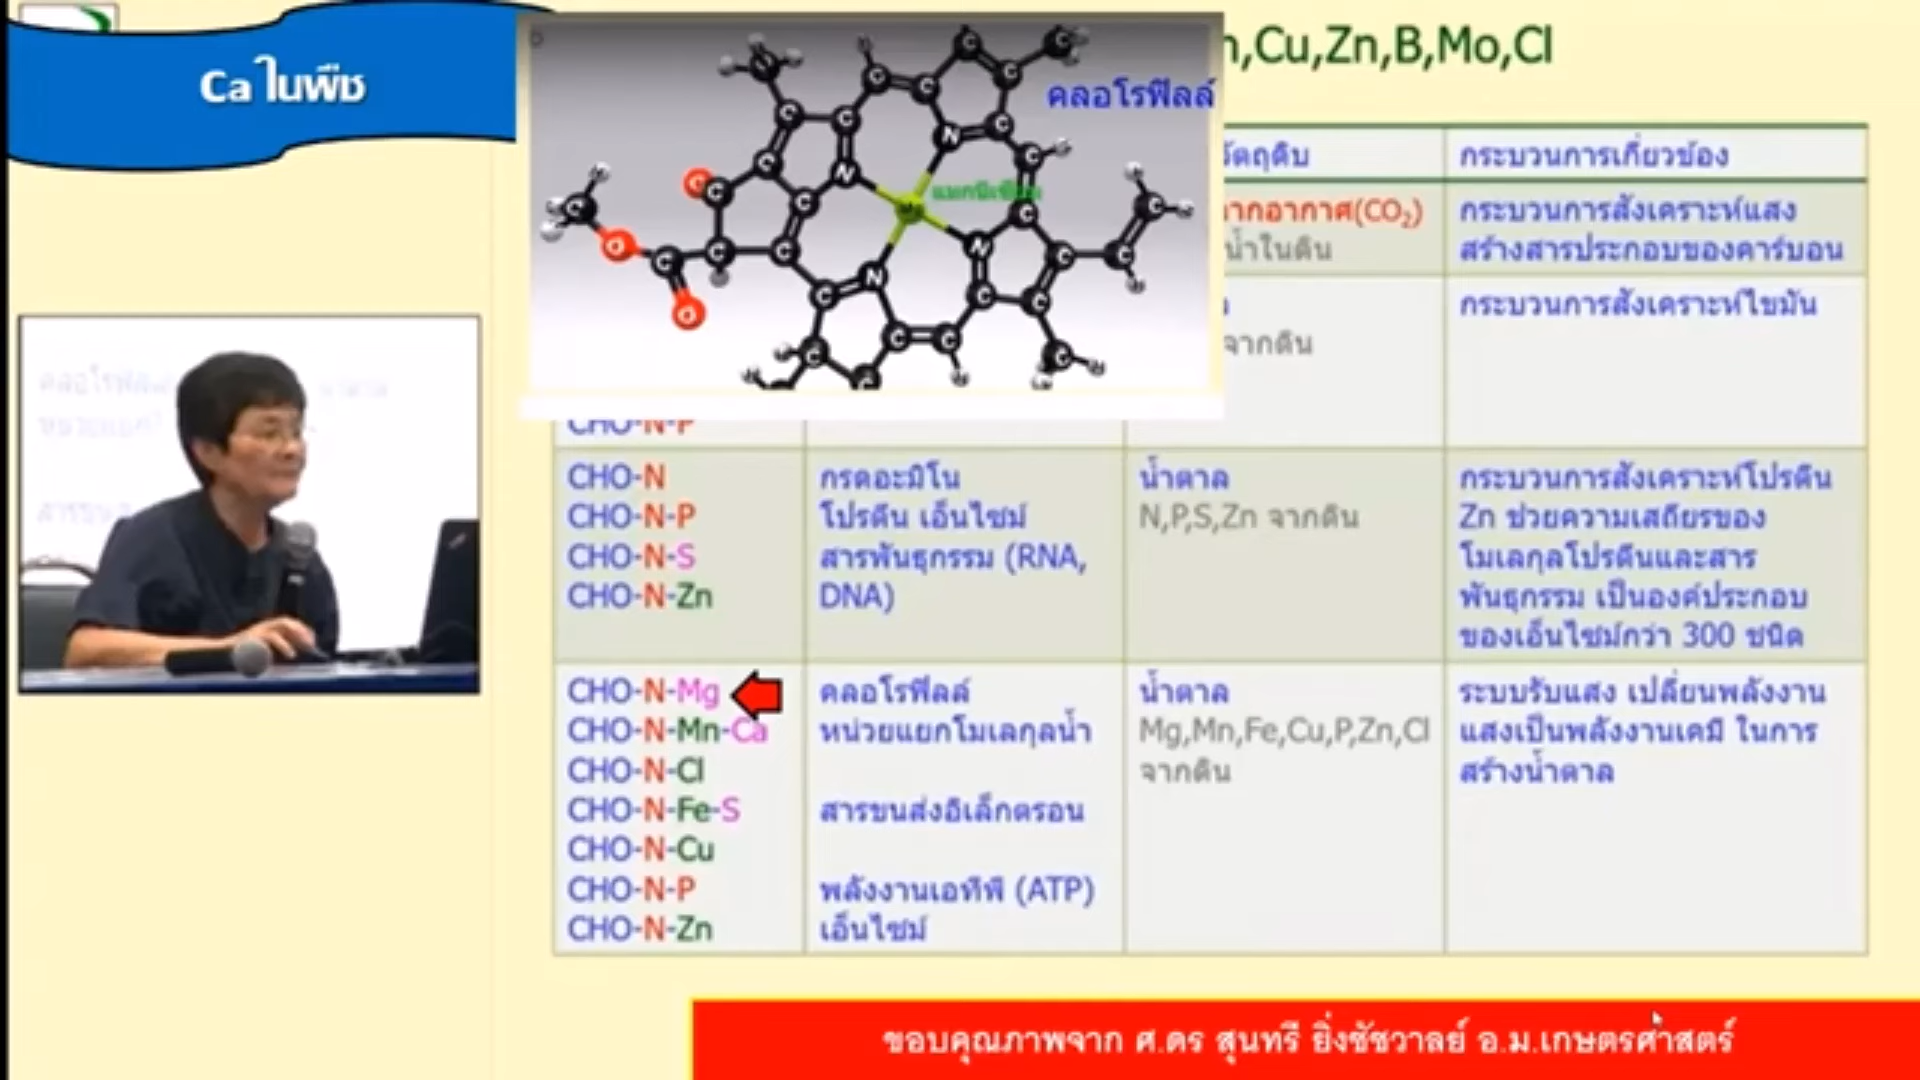 Ca ในพืช
,Cu,Zn,B,Mo,Cl
คลอโรฟิลล์
แมกนีเซียม
วัตถุดิบ
กระบวนการเกี่ยวข้อง
ากอากาศ(CO2)
น้ำในดิน
กระบวนการสังเคราะห์แสง
สร้างสารประกอบของคาร์บอน
จากดิน
กระบวนการสังเคราะห์ไขมัน
CHO-N-P
CHO-N
CHO-N-P
CHO-N-S
CHO-N-Zn
กรดอะมิโน
โปรตีน เอ็นไซม์
สารพันธุกรรม (RNA,
DNA)
น้ำตาล
N,P,S,Zn จากดิน
กระบวนการสังเคราะห์โปรตีน
Zn ช่วยความเสถียรของ
โมเลกุลโปรตีนและสาร
พันธุกรรม เป็นองค์ประกอบ
ของเอ็นไซม์กว่า 300 ชนิด
CHO-N-Mg
CHO-N-Mn-Ca
CHO-N-Cl
CHO-N-Fe-S
CHO-N-Cu
CHO-N-P
CHO-N-Zn
คลอโรฟิลล์
หน่วยแยกโมเลกุลน้ำ
สารขนส่งอิเล็กตรอน
พลังงานเอทีพี (ATP)
เอ็นไซม์
น้ำตาล
Mg,Mn,Fe,Cu,P,Zn,Cl
จากดิน
ระบบรับแสง เปลี่ยนพลังงาน
แสงเป็นพลังงานเคมี ในการ
สร้างน้ำตาล
ขอบคุณภาพจาก ศ.ดร สุนทรี ยิ่งชัชวาลย์ อ.ม.เกษตรศาสตร์